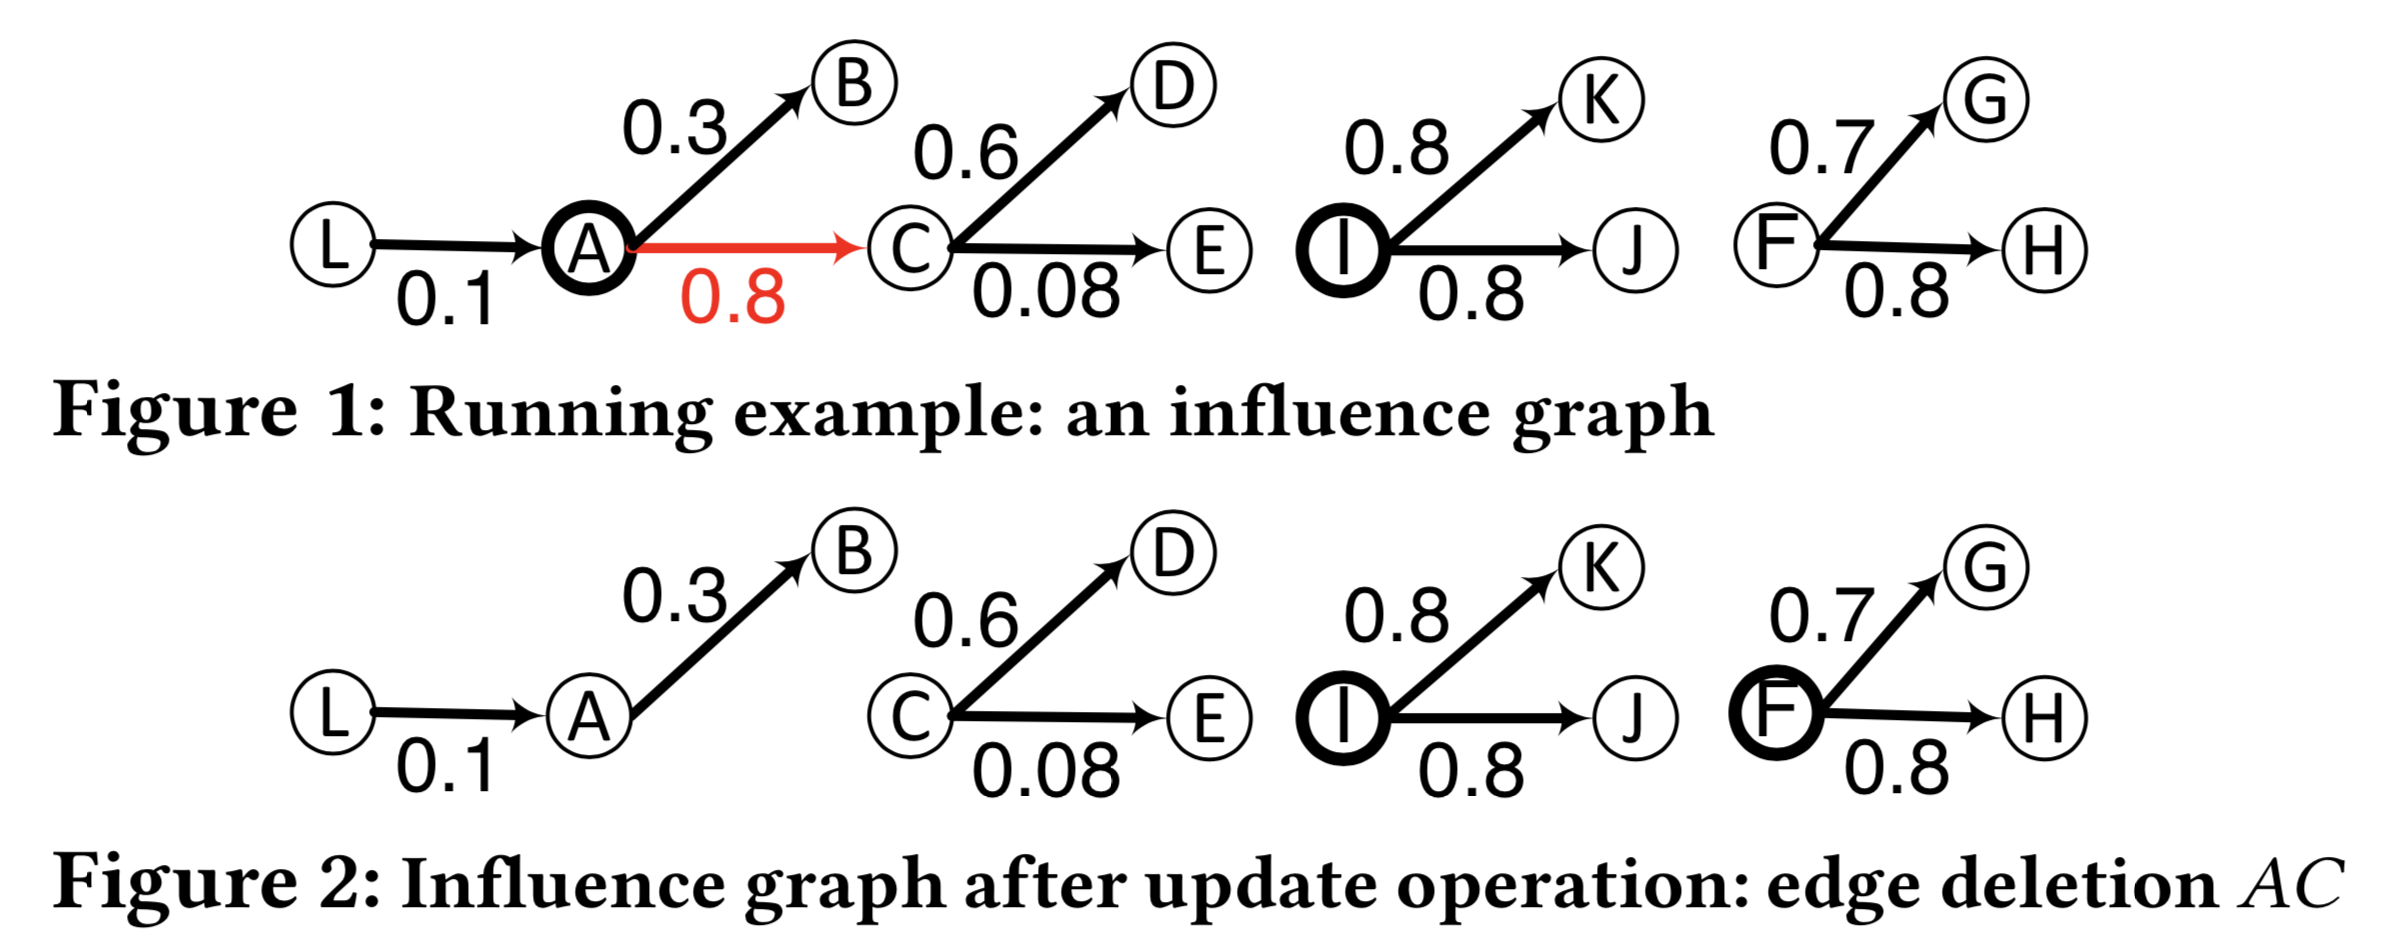 B D K G
0.3 0.6 0.8 0.7
L A C E I J F H
0.1 0.8 0.08 0.8 0.8
Figure 1: Running example: an influence graph
B D K G
0.3 0.6 0.8 0.7
L A C E I J F H
0.1 0.08 0.8 0.8
Figure 2: Influence graph after update operation: edge deletion AC